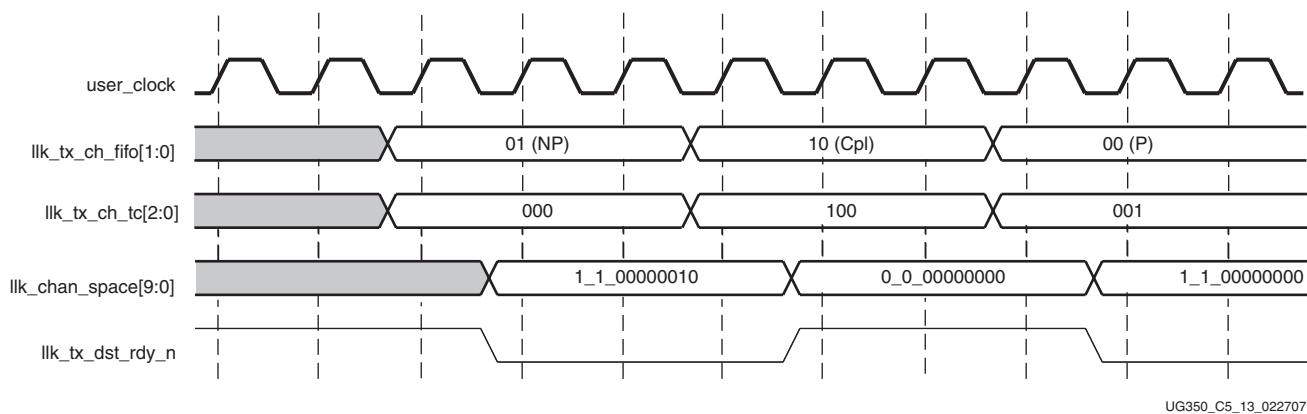 user_clock
llk_tx_ch_fifo[1:0] 01 (NP) 10 (Cpl) 00 (P)
llk_tx_ch_tc[2:0] 000 100 001
llk_chan_space[9:0] 1_1_00000010 0_0_00000000 1_1_00000000
llk_tx_dst_rdy_n
UG350_C5_13_022707